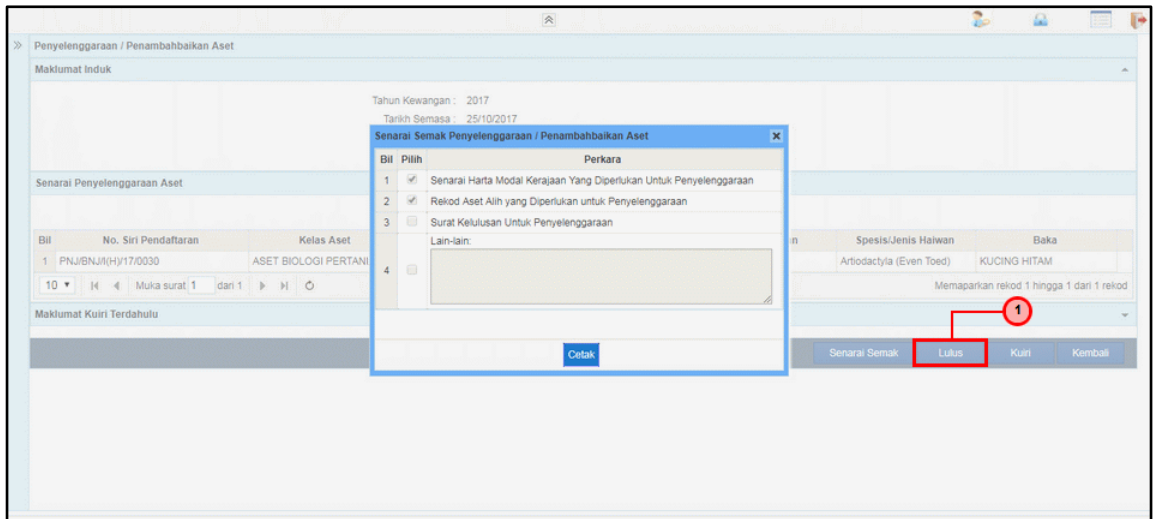 Penyelenggaraan / Penambahbaikan Aset
Maklumat Induk
Tahun Kewangan : 2017
Tarikh Semasa : 25/10/2017
Senarai Semak Penyelenggaraan / Penambahbaikan Aset
Bil Pilih Perkara
1 Senarai Harta Modal Kerajaan Yang Diperlukan Untuk Penyelenggaraan
2 Rekod Aset Alih yang Diperlukan untuk Penyelenggaraan
3 Surat Kelulusan Untuk Penyelenggaraan
4 Lain-lain:
Cetak
Senarai Penyelenggaraan Aset
Bil No. Siri Pendaftaran Kelas Aset Spesis/Jenis Haiwan Baka
1 PNJ/BNJ/I(H)/17/0030 ASET BIOLOGI PERTANI Artiodactyla (Even Toed) KUCING HITAM
10 Muka surat 1 dari 1 Memaparkan rekod 1 hingga 1 dari 1 rekod
Maklumat Kuiri Terdahulu
1
Senarai Semak Lulus Kuiri Kembali